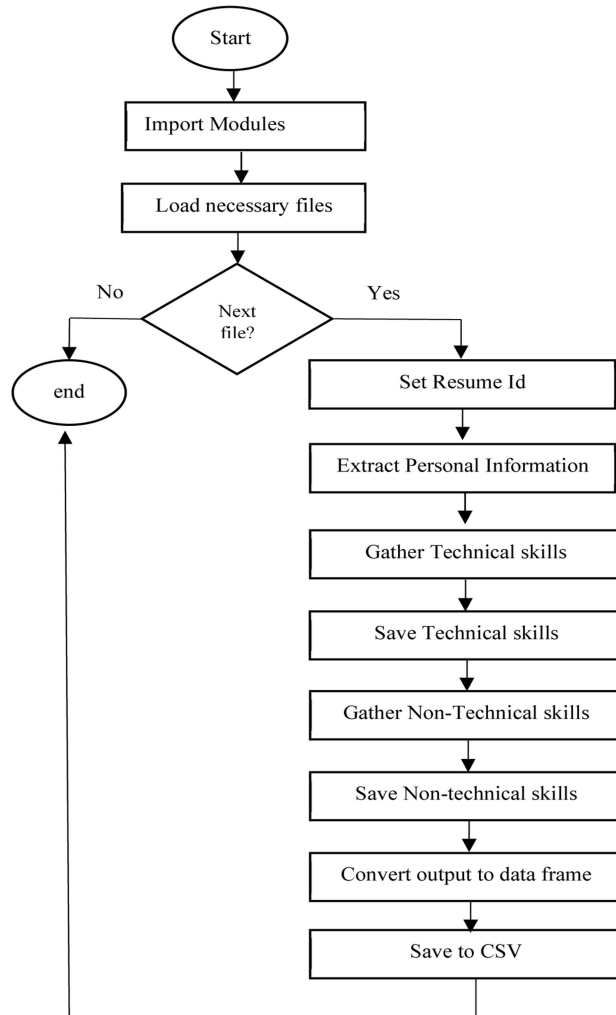 Start
Import Modules
Load necessary files
No
Yes
Next
file?
end
Set Resume Id
Extract Personal Information
Gather Technical skills
Save Technical skills
Gather Non-Technical skills
Save Non-technical skills
Convert output to data frame
Save to CSV